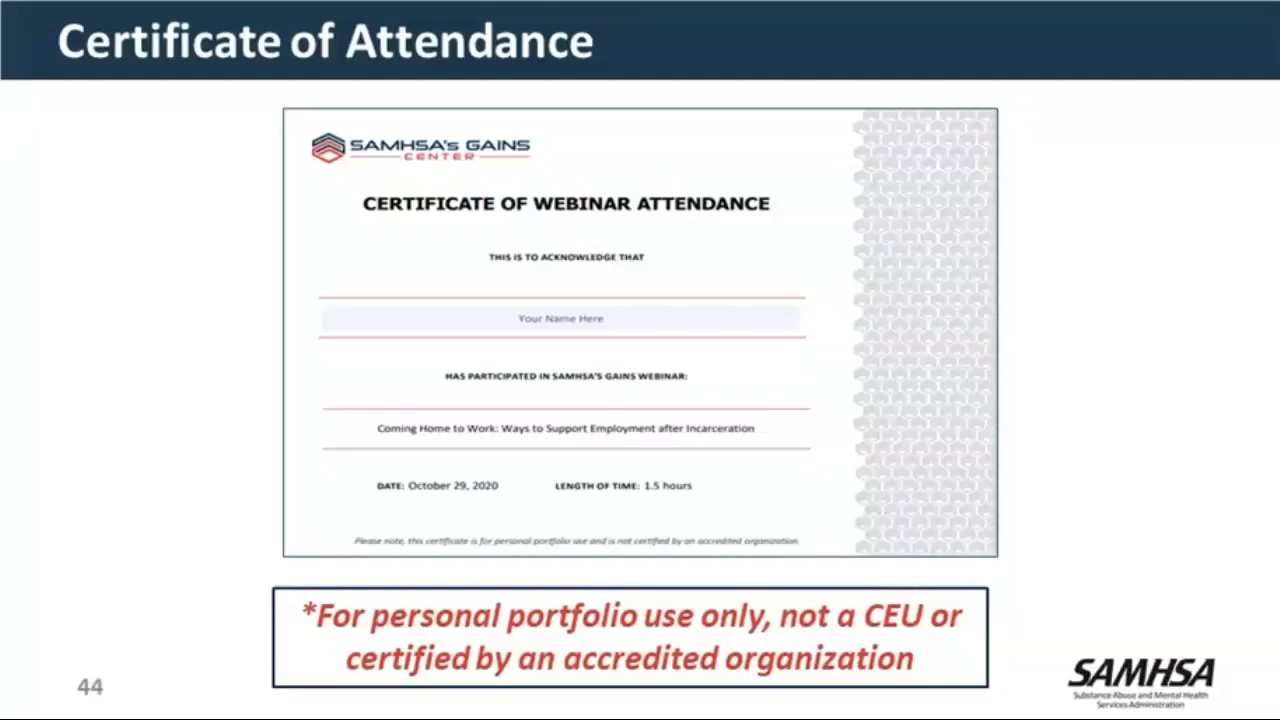 Certificate of Attendance
SAMHSA's GAINS
CENTER
CERTIFICATE OF WEBINAR ATTENDANCE
THIS IS TO ACKNOWLEDGE THAT
Your Name Here
HAS PARTICIPATED IN SAMHSA'S GAINS WEBINAR:
Coming Home to Work: Ways to Support Employment after Incarceration
DATE: October 29, 2020 LENGTH OF TIME: 1.5 hours
Please note, this certificate is for personal portfolio use and is not certified by an accredited organization.
*For personal portfolio use only, not a CEU or
certified by an accredited organization
44
SAMHSA
Substance Abuse and Mental Health
Services Administration